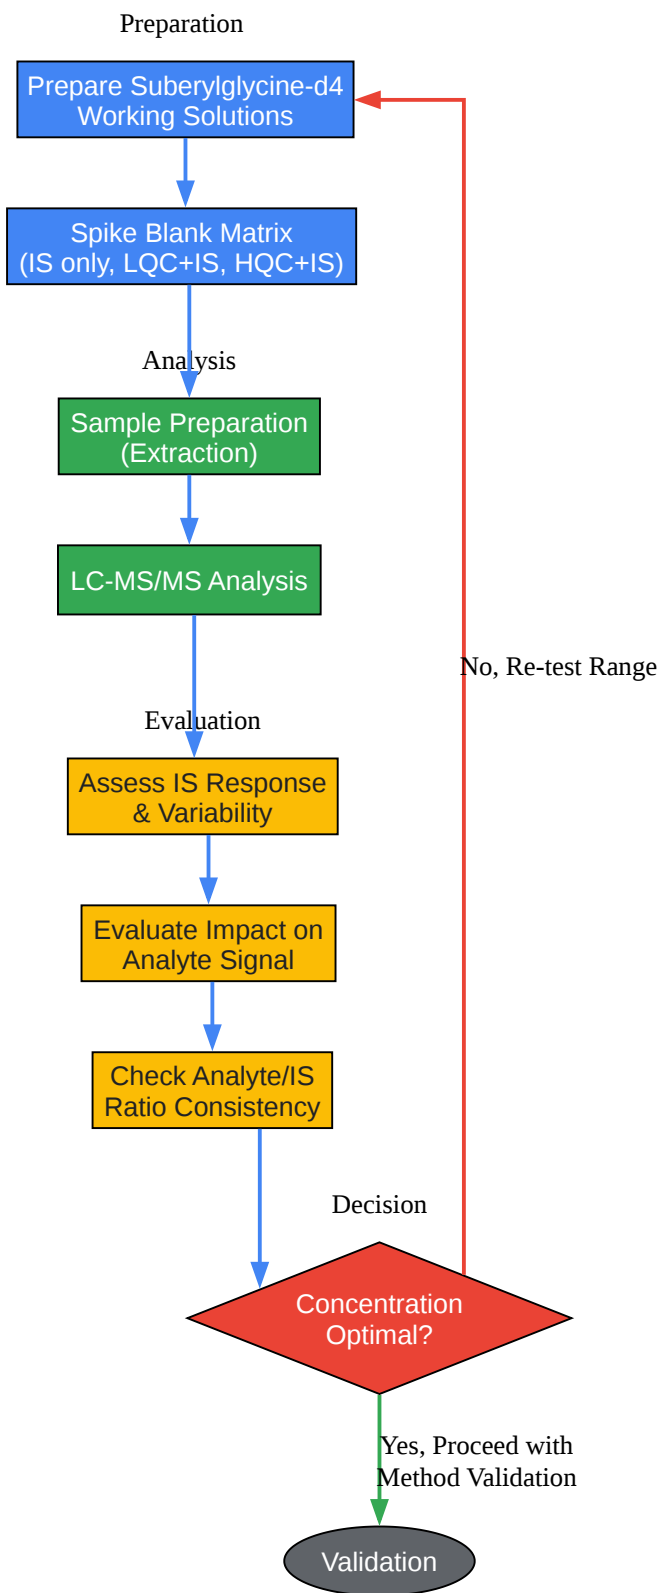 Preparation
Prepare Suberylglycine-d4
Working Solutions
Spike Blank Matrix
(IS only, LQC+IS, HQC+IS)
Analysis
Sample Preparation
(Extraction)
LC-MS/MS Analysis
No, Re-test Range
Evaluation
Assess IS Response
& Variability
Evaluate Impact on
Analyte Signal
Check Analyte/IS
Ratio Consistency
Decision
Concentration
Optimal?
Yes, Proceed with
Method Validation
Validation